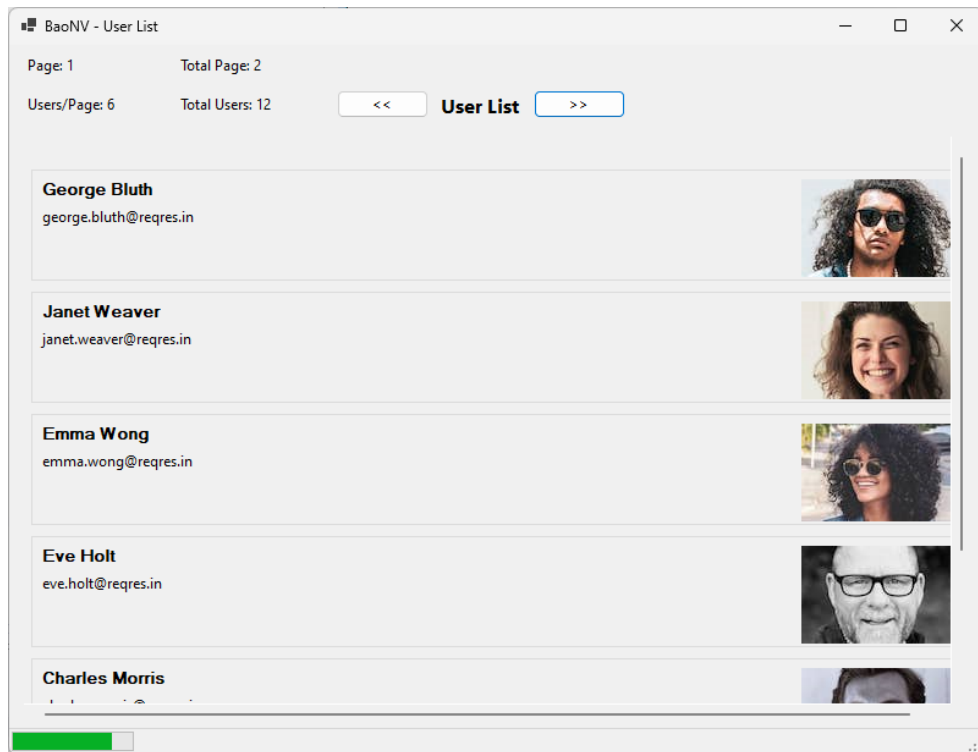 BaoNV - User List
Page: 1 Total Page: 2
Users/Page: 6 Total Users: 12 << User List >>
George Bluth
george.bluth@reqres.in
Janet Weaver
janet.weaver@reqres.in
Emma Wong
emma.wong@reqres.in
Eve Holt
eve.holt@reqres.in
Charles Morris